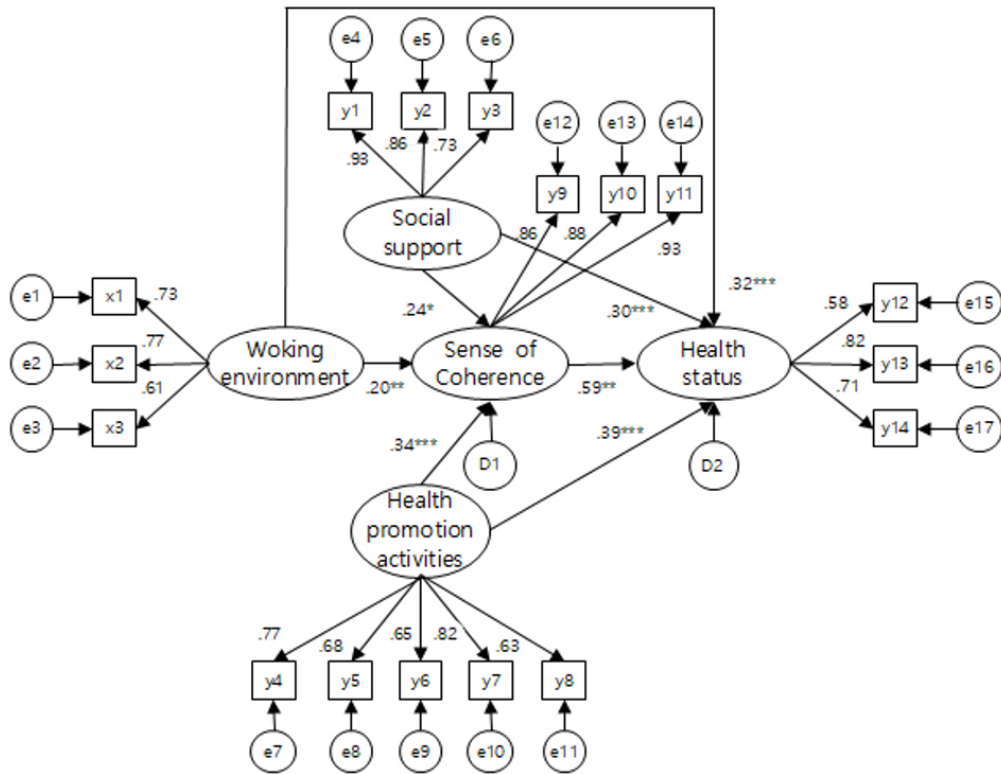 e4
e5
e6
y1
y2
y3
.93
.86
.73
e12
e13
e14
y9
y10
y11
Social
support
.86
.88
.93
.24*
.30***
.32***
e1
x1
.73
e2
x2
.77
e3
x3
.61
Woking
environment
.20**
Sense of
Coherence
.59**
Health
status
.58
y12
e15
.82
y13
e16
.71
y14
e17
.34***
D1
.39***
D2
Health
promotion
activities
.77
.68
.65
.82
.63
y4
y5
y6
y7
y8
e7
e8
e9
e10
e11